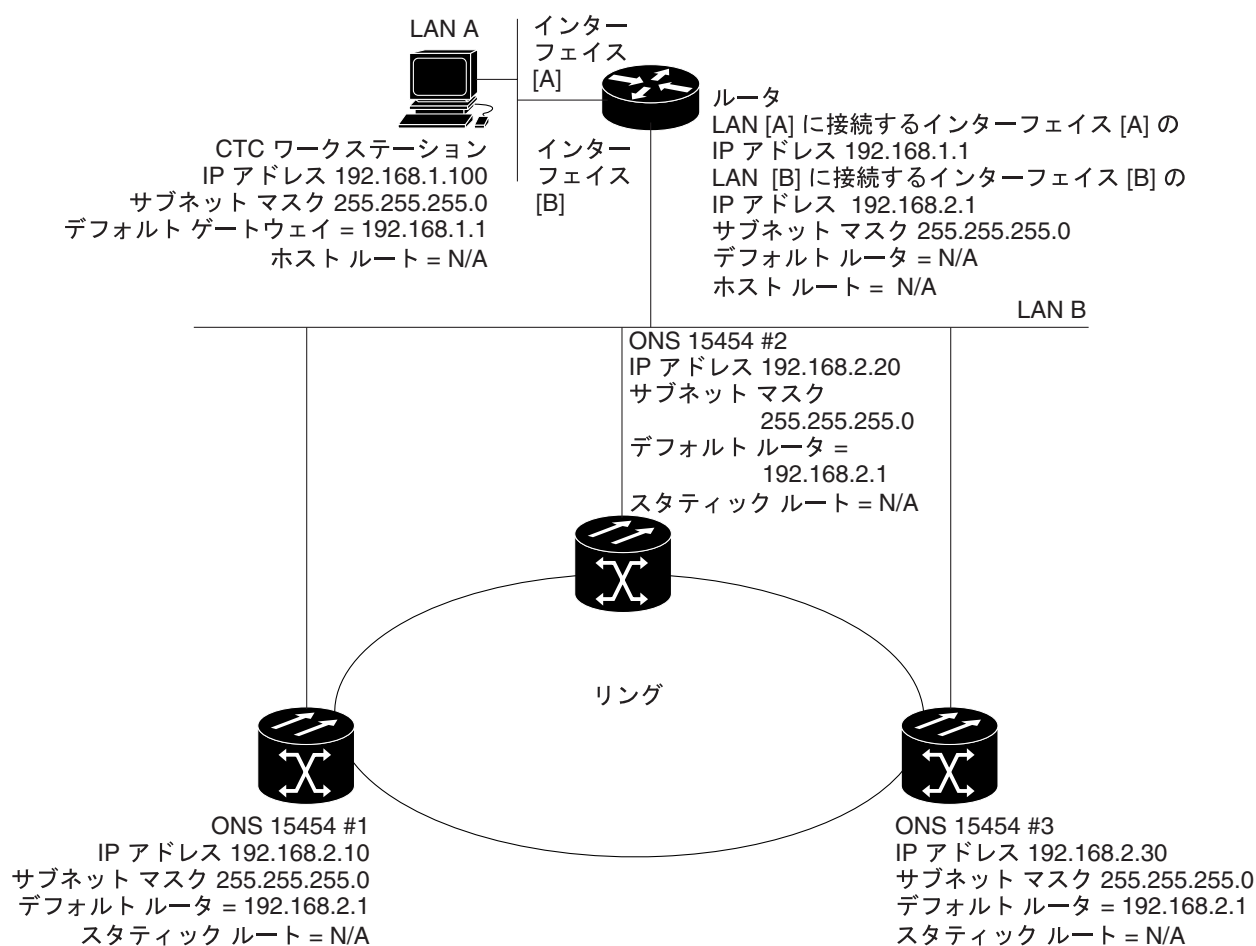 LAN A
インター
フェイス
[A]
ルータ
LAN [A] に接続するインターフェイス [A] の
IP アドレス 192.168.1.1
LAN [B] に接続するインターフェイス [B] の
IP アドレス 192.168.2.1
サブネット マスク 255.255.255.0
デフォルト ルータ = N/A
ホスト ルート = N/A
CTC ワークステーション
IP アドレス 192.168.1.100
サブネット マスク 255.255.255.0
デフォルト ゲートウェイ = 192.168.1.1
ホスト ルート = N/A
インター
フェイス
[B]
LAN B
ONS 15454 #2
IP アドレス 192.168.2.20
サブネット マスク
255.255.255.0
デフォルト ルータ =
192.168.2.1
スタティック ルート = N/A
リング
ONS 15454 #1
IP アドレス 192.168.2.10
サブネット マスク 255.255.255.0
デフォルト ルータ = 192.168.2.1
スタティック ルート = N/A
ONS 15454 #3
IP アドレス 192.168.2.30
サブネット マスク 255.255.255.0
デフォルト ルータ = 192.168.2.1
スタティック ルート = N/A